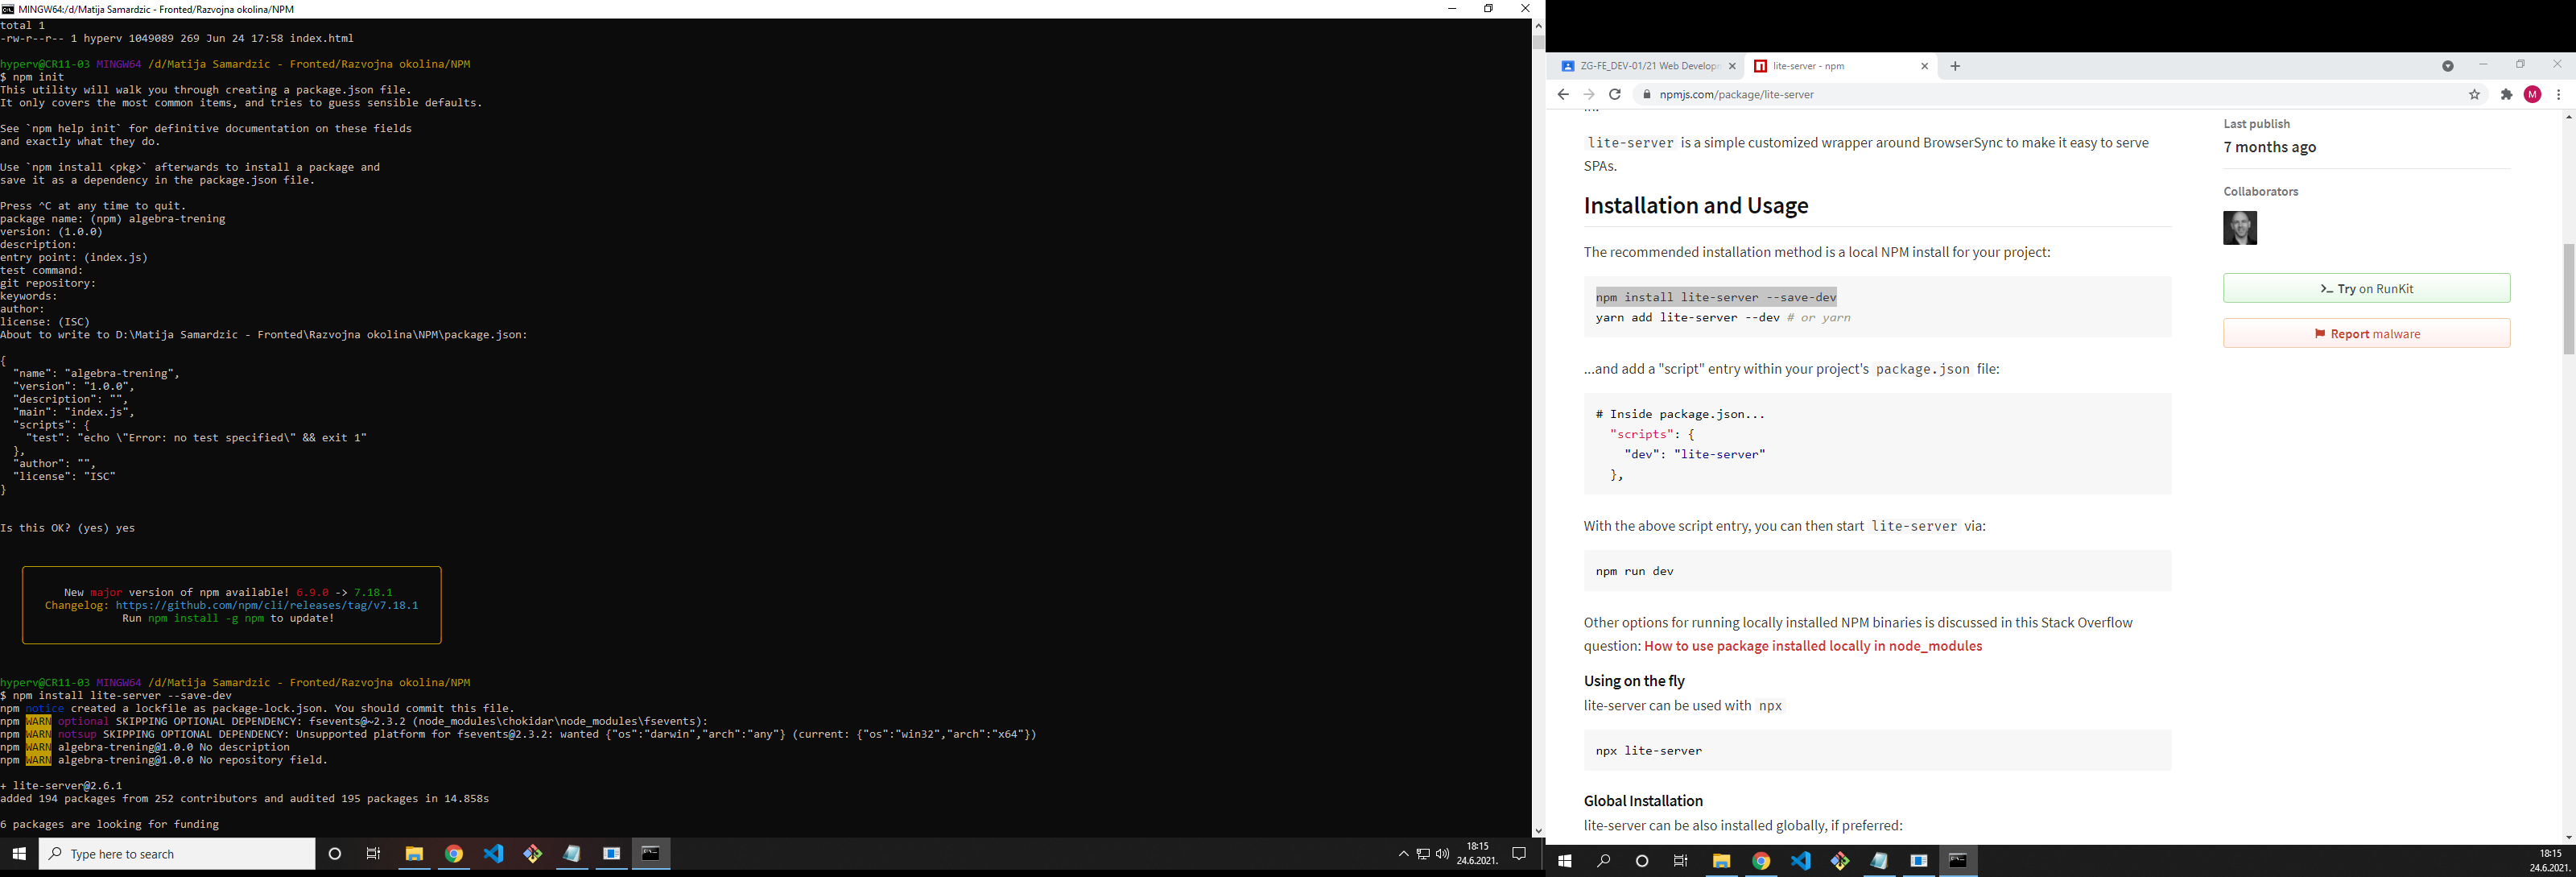 MINGW64:/d/Matija Samardzic - Fronted/Razvojna okolina/NPM
total 1
-rw-r--r-- 1 hyperv 1049089 269 Jun 24 17:58 index.html
hyperv@CR11-03 MINGW64 /d/Matija Samardzic - Fronted/Razvojna okolina/NPM
$ npm init
This utility will walk you through creating a package.json file.
It only covers the most common items, and tries to guess sensible defaults.
See `npm help init` for definitive documentation on these fields
and exactly what they do.
Use `npm install <pkg>` afterwards to install a package and
save it as a dependency in the package.json file.
Press ^C at any time to quit.
package name: (npm) algebra-trening
version: (1.0.0)
description:
entry point: (index.js)
test command:
git repository:
keywords:
author:
license: (ISC)
About to write to D:\Matija Samardzic - Fronted\Razvojna okolina\NPM\package.json:
{
"name": "algebra-trening",
"version": "1.0.0",
"description": "",
"main": "index.js",
"scripts": {
"test": "echo \"Error: no test specified\" && exit 1"
},
"author": "",
"license": "ISC"
}
Is this OK? (yes) yes
New major version of npm available! 6.9.0 -> 7.18.1
Changelog: https://github.com/npm/cli/releases/tag/v7.18.1
Run npm install -g npm to update!
hyperv@CR11-03 MINGW64 /d/Matija Samardzic - Fronted/Razvojna okolina/NPM
$ npm install lite-server --save-dev
npm notice created a lockfile as package-lock.json. You should commit this file.
npm WARN optional SKIPPING OPTIONAL DEPENDENCY: fsevents@~2.3.2 (node_modules\chokidar\node_modules\fsevents):
npm WARN notsup SKIPPING OPTIONAL DEPENDENCY: Unsupported platform for fsevents@2.3.2: wanted {"os":"darwin","arch":"any"} (current: {"os":"win32","arch":"x64"})
npm WARN algebra-trening@1.0.0 No description
npm WARN algebra-trening@1.0.0 No repository field.
+ lite-server@2.6.1
added 194 packages from 252 contributors and audited 195 packages in 14.858s
6 packages are looking for funding
Type here to search
18:15
24.6.2021.
ZG-FE_DEV-01/21 Web Developm
lite-server - npm
npmjs.com/package/lite-server
M
lite-server is a simple customized wrapper around BrowserSync to make it easy to serve
SPAs.
Installation and Usage
The recommended installation method is a local NPM install for your project:
npm install lite-server --save-dev
yarn add lite-server --dev # or yarn
...and add a "script" entry within your project's package.json file:
# Inside package.json...
"scripts": {
"dev": "lite-server"
},
With the above script entry, you can then start lite-server via:
npm run dev
Other options for running locally installed NPM binaries is discussed in this Stack Overflow
question: How to use package installed locally in node_modules
Using on the fly
lite-server can be used with npx
npx lite-server
Global Installation
lite-server can be also installed globally, if preferred:
Last publish
7 months ago
Collaborators
Try on RunKit
Report malware
18:15
24.6.2021.